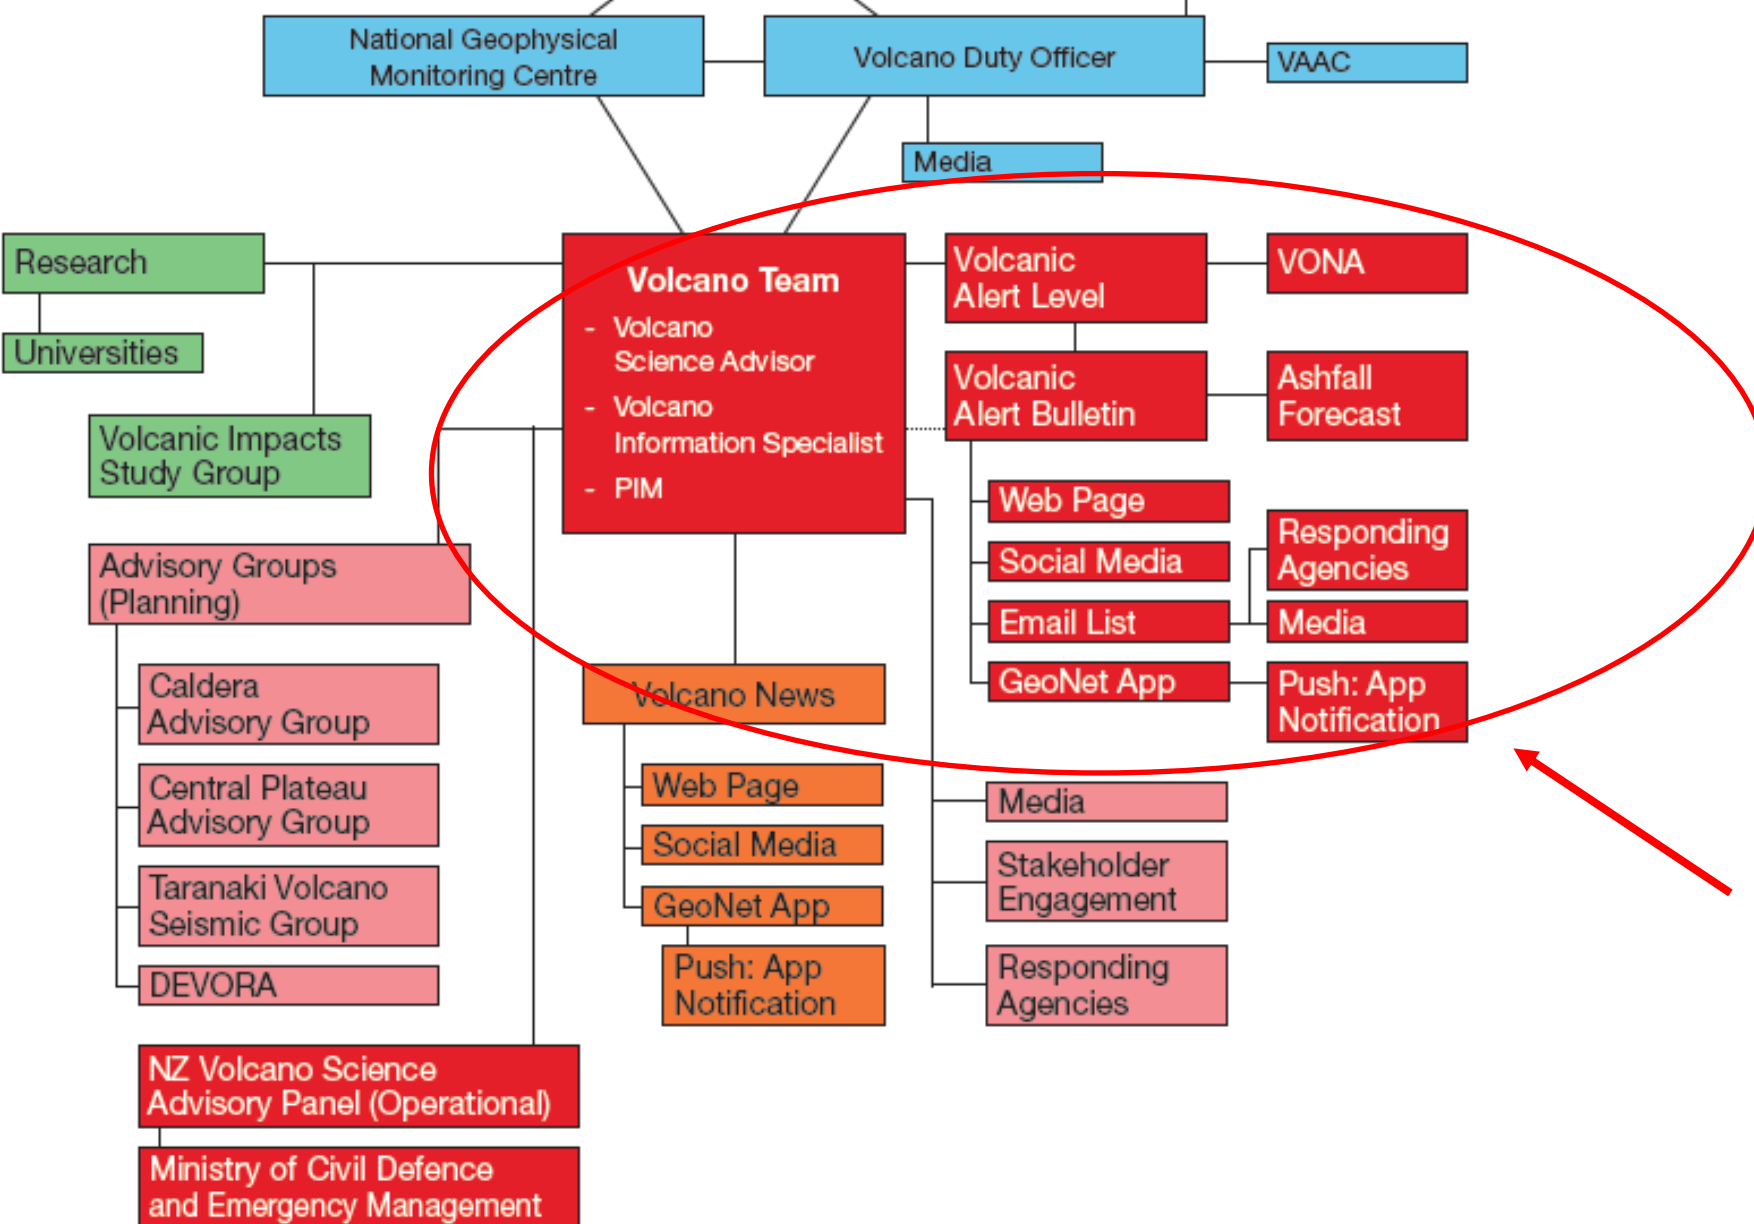 National Geophysical
Monitoring Centre
Volcano Duty Officer
VAAC
Media
Research
Universities
Volcanic Impacts
Study Group
Volcano Team
- Volcano
Science Advisor
- Volcano
Information Specialist
- PIM
Volcanic
Alert Level
VONA
Volcanic
Alert Bulletin
Ashfall
Forecast
Web Page
Social Media
Email List
GeoNet App
Responding
Agencies
Media
Push: App
Notification
Advisory Groups
(Planning)
Caldera
Advisory Group
Central Plateau
Advisory Group
Taranaki Volcano
Seismic Group
DEVORA
Volcano News
Web Page
Social Media
GeoNet App
Push: App
Notification
Media
Stakeholder
Engagement
Responding
Agencies
NZ Volcano Science
Advisory Panel (Operational)
Ministry of Civil Defence
and Emergency Management